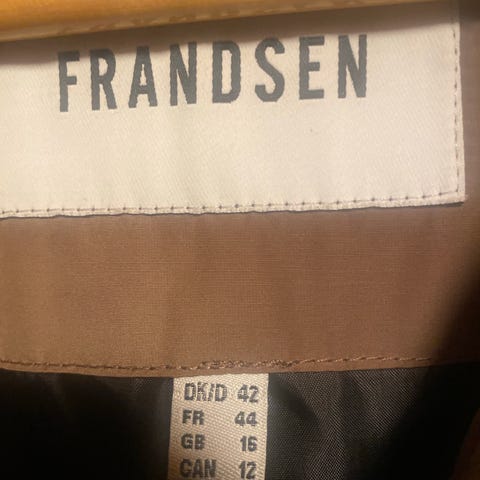 FRANDSEN
DK/D 42
FR 44
GB 16
CAN 12